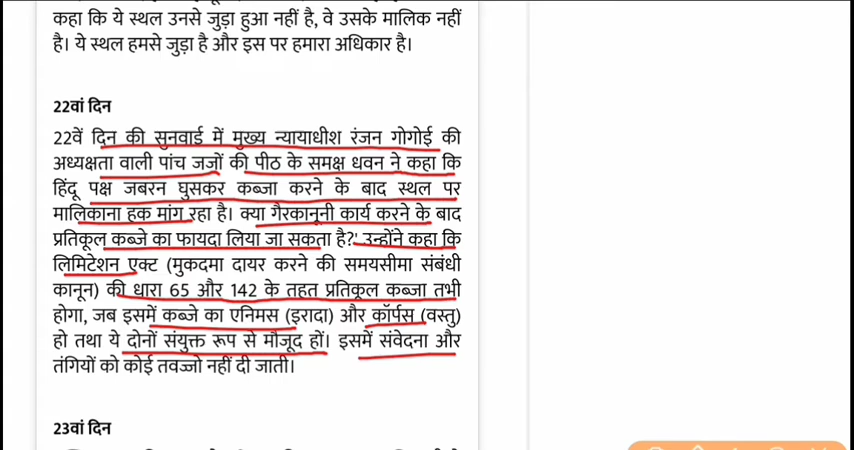 कहा कि ये स्थल उनसे जुड़ा हुआ नहीं है, वे उसके मालिक नहीं
है। ये स्थल हमसे जुड़ा है और इस पर हमारा अधिकार है।
22वां दिन
22वें दिन की सुनवाई में मुख्य न्यायाधीश रंजन गोगोई की
अध्यक्षता वाली पांच जजों की पीठ के समक्ष धवन ने कहा कि
हिंदू पक्ष जबरन घुसकर कब्जा करने के बाद स्थल पर
मालिकाना हक मांग रहा है। क्या गैरकानूनी कार्य करने के बाद
प्रतिकूल कब्जे का फायदा लिया जा सकता है?' उन्होंने कहा कि
लिमिटेशन एक्ट (मुकदमा दायर करने की समयसीमा संबंधी
कानून) की धारा 65 और 142 के तहत प्रतिकूल कब्जा तभी
होगा, जब इसमें कब्जे का एनिमस (इरादा) और कॉर्पस (वस्तु)
हो तथा ये दोनों संयुक्त रूप से मौजूद हों। इसमें संवेदना और
तंगियों को कोई तवज्जो नहीं दी जाती।
23वां दिन